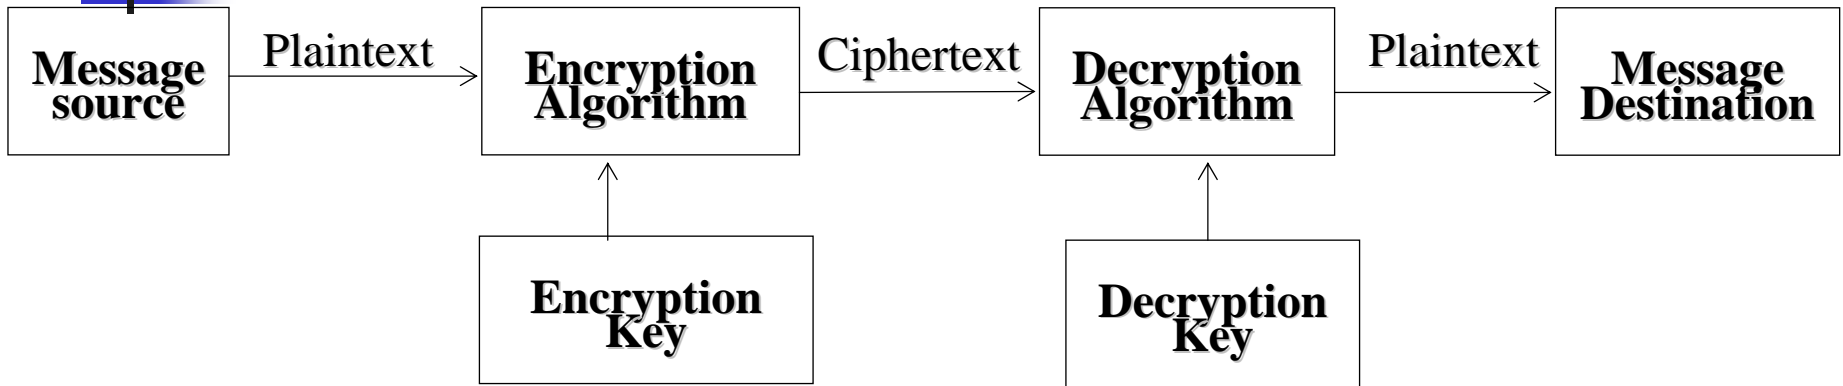 Message
source
Plaintext
Encryption
Algorithm
Ciphertext
Decryption
Algorithm
Plaintext
Message
Destination
Encryption
Key
Decryption
Key